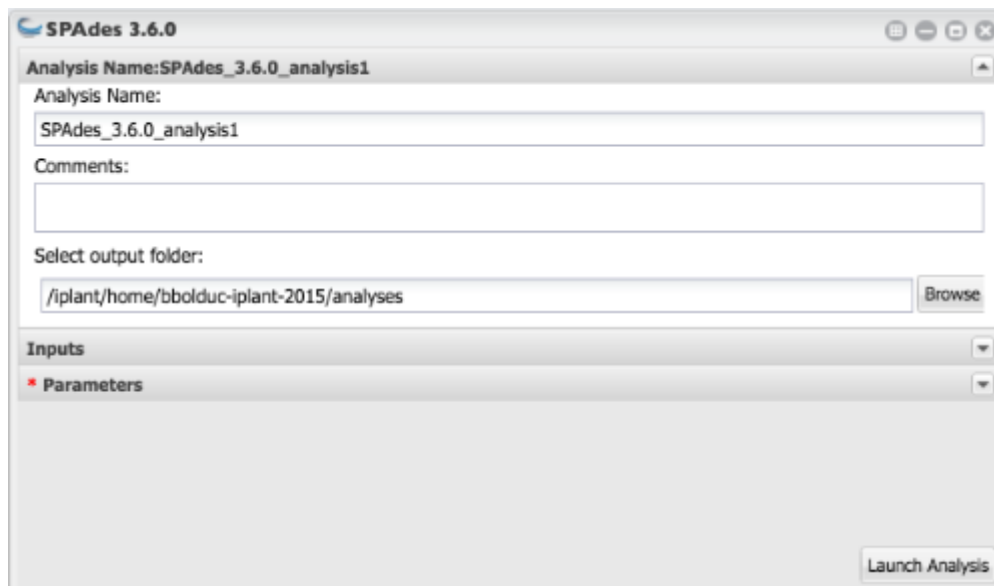 SPAdes 3.6.0
Analysis Name:SPAdes_3.6.0_analysis1
Analysis Name:
SPAdes_3.6.0_analysis1
Comments:
Select output folder:
/iplant/home/bbolduc-iplant-2015/analyses
Browse
Inputs
* Parameters
Launch Analysis